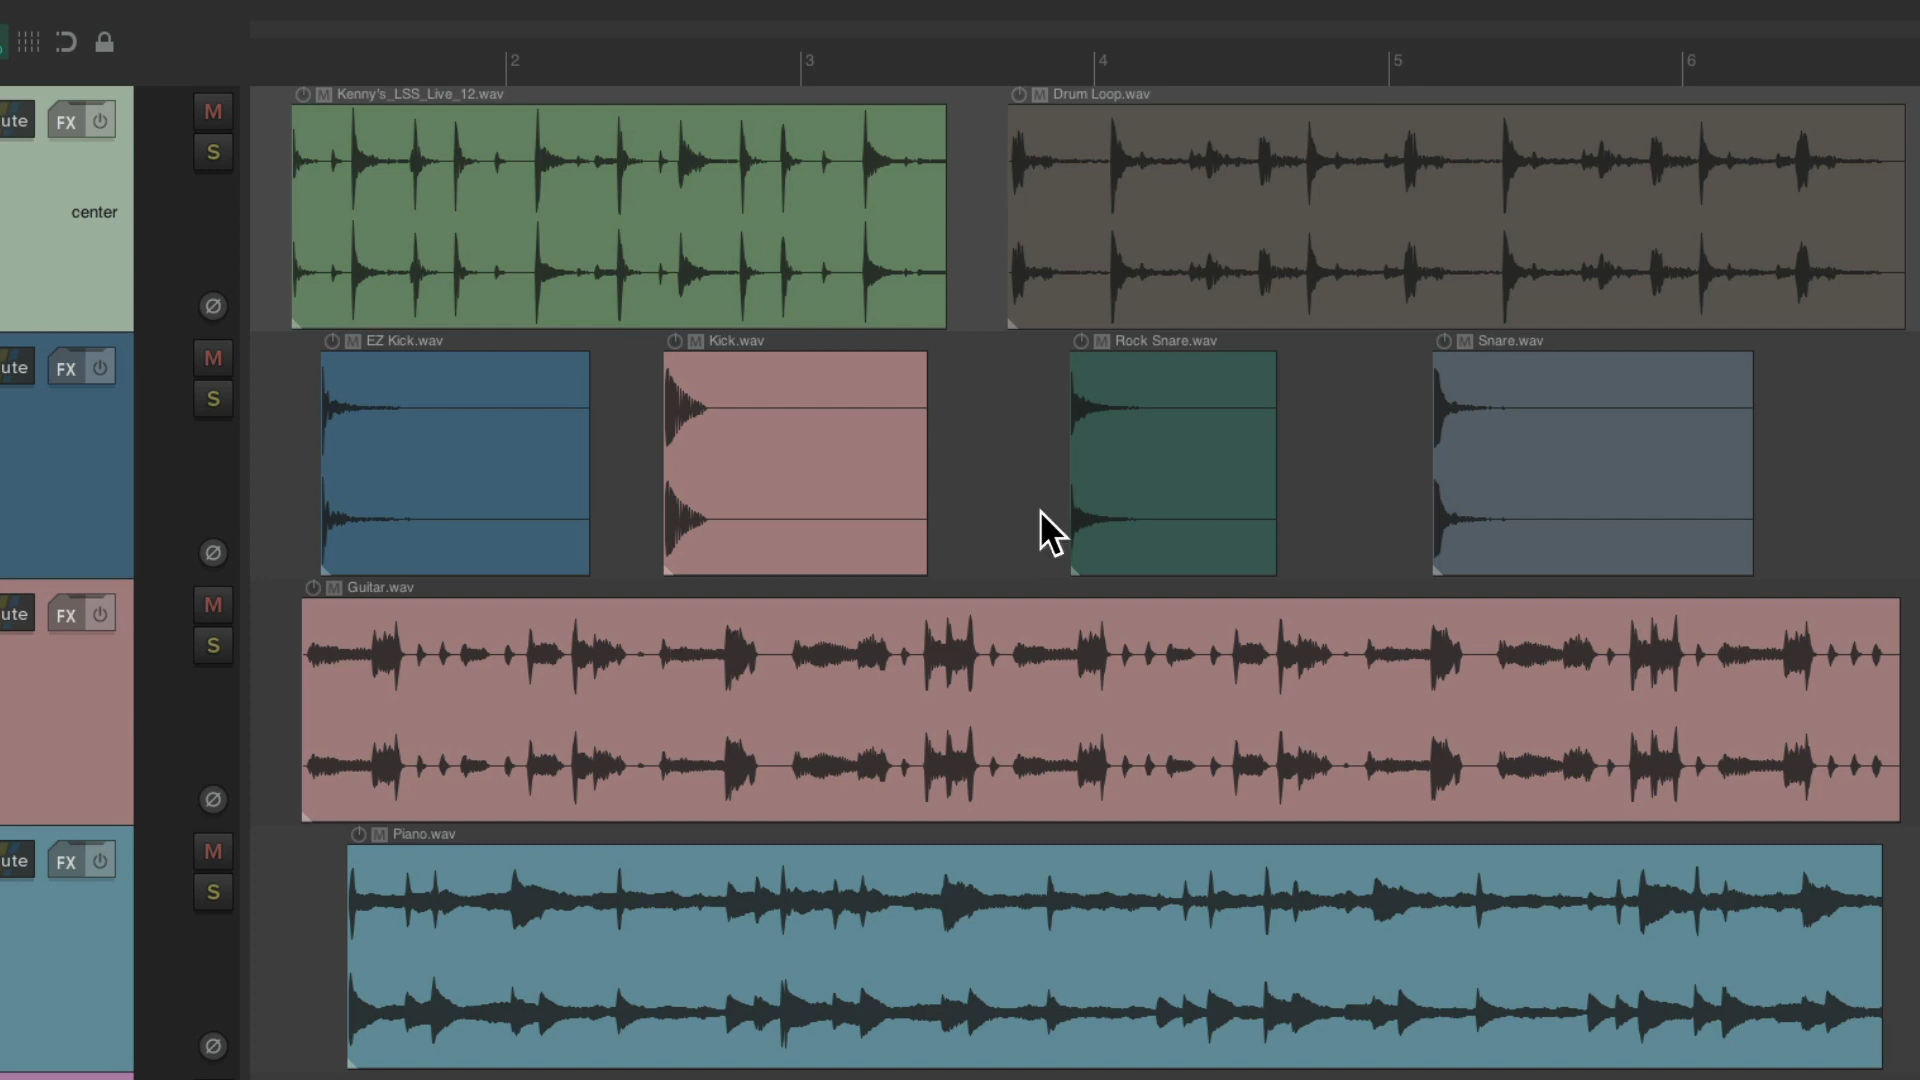 2 3 4 5 6
M Kenny's_LSS_Live_12.wav M Drum Loop.wav
ute FX M
S
center
M EZ Kick.wav M Kick.wav M Rock Snare.wav M Snare.wav
ute FX M
S
M Guitar.wav
ute FX M
S
M Piano.wav
ute FX M
S